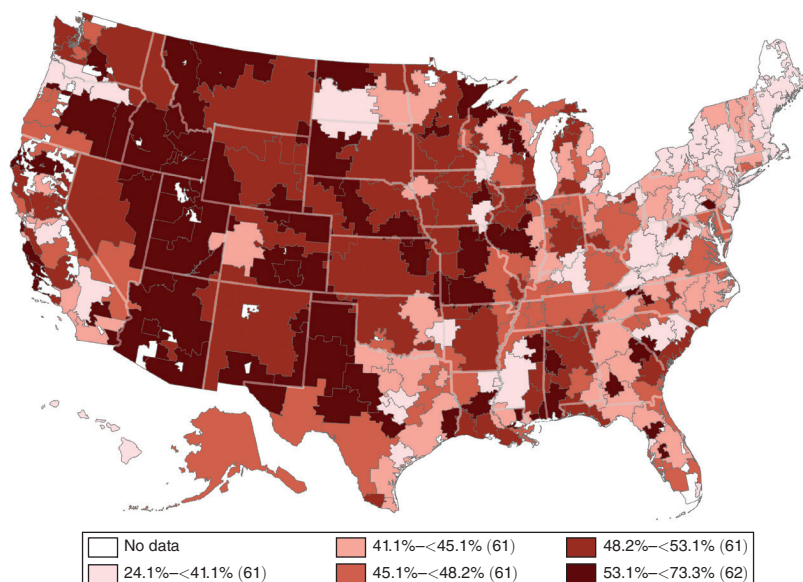 No data 41.1%–<45.1% (61) 48.2%–<53.1% (61)
24.1%–<41.1% (61) 45.1%–<48.2% (61) 53.1%–<73.3% (62)